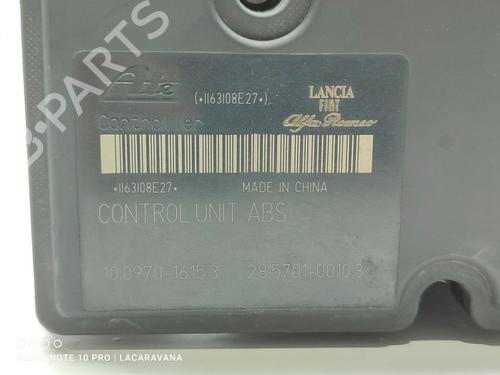 B-PARTS
Ate
(•1163108E27•)
LANCIA
FIAT
Alfa Romeo
Controller
•1163108E27•
MADE IN CHINA
CONTROL UNIT ABS
10.0970-1615.3
28.5701-0010.3
NOTE 10 PRO | LACARAVANA